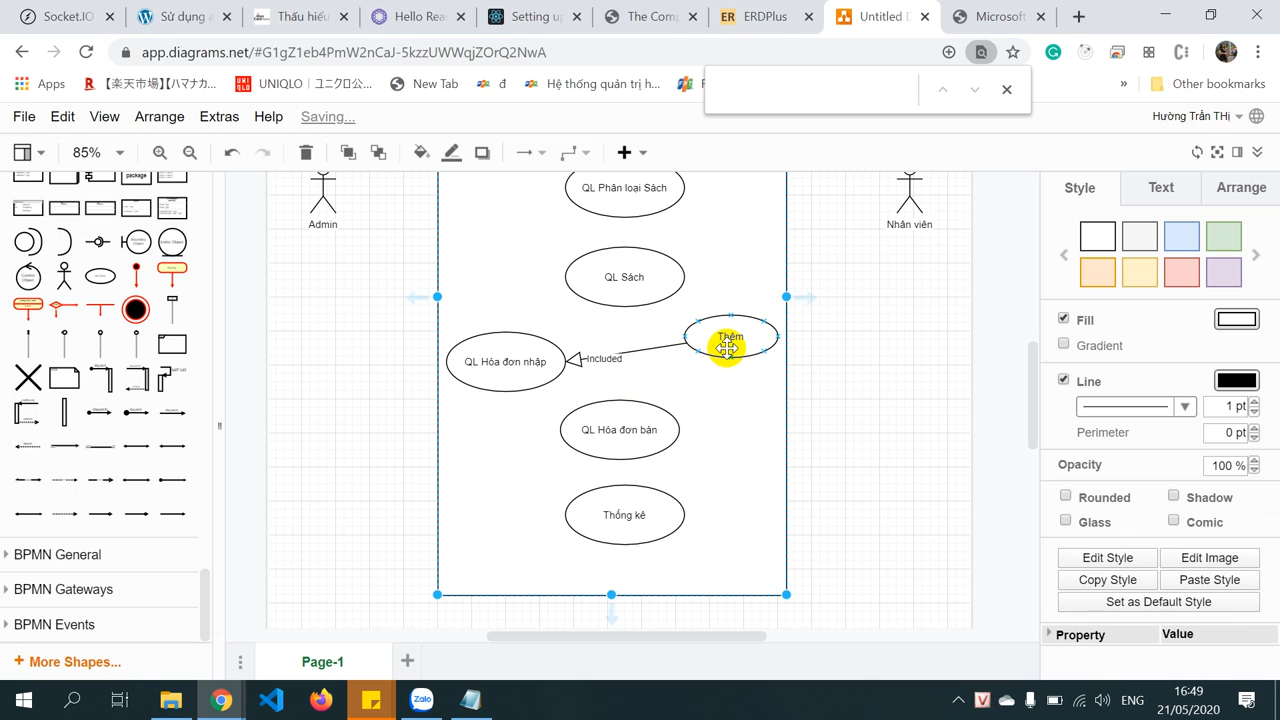 Socket.IO
Sử dụng a
Thấu hiểu
Hello Rea
Setting up
The Comp
ERDPlus
Untitled D
Microsoft
app.diagrams.net/#G1gZ1eb4PmW2nCaJ-5kzzUWWqjZOrQ2NwA
Apps
【楽天市場】【ハマナカ...
UNIQLO | ユニクロ公...
New Tab
đ
Hệ thống quản trị h...
Other bookmarks
File
Edit
View
Arrange
Extras
Help
Saving...
Hường Trần THị
85%
Style
Text
Arrange
package
Admin
Nhân viên
QL Phân loại Sách
QL Sách
Thêm
Included
QL Hóa đơn nhập
QL Hóa đơn bán
Thống kê
Fill
Gradient
Line
1 pt
Perimeter
0 pt
Opacity
100 %
Rounded
Shadow
Glass
Comic
Edit Style
Edit Image
Copy Style
Paste Style
Set as Default Style
Property
Value
BPMN General
BPMN Gateways
BPMN Events
+ More Shapes...
Page-1
Zalo
ENG
16:49
21/05/2020